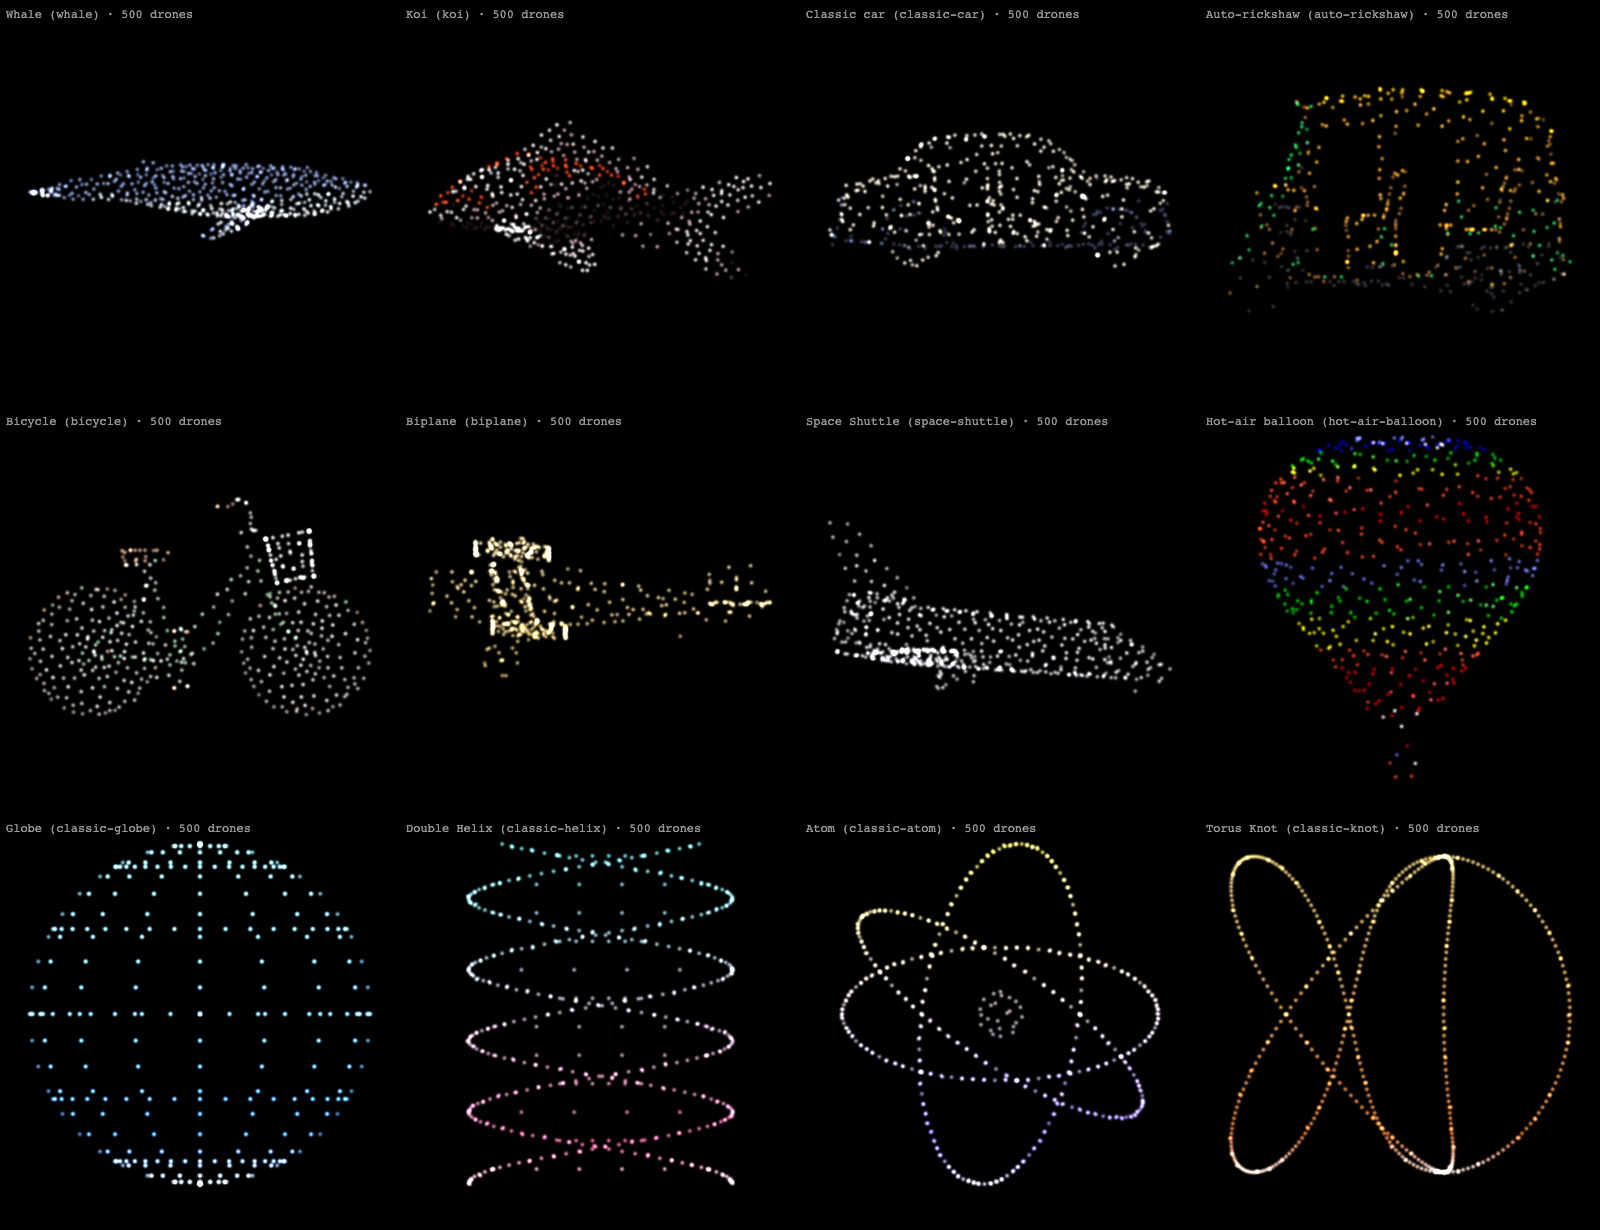 Whale (whale) · 500 drones
Koi (koi) · 500 drones
Classic car (classic-car) · 500 drones
Auto-rickshaw (auto-rickshaw) · 500 drones
Bicycle (bicycle) · 500 drones
Biplane (biplane) · 500 drones
Space Shuttle (space-shuttle) · 500 drones
Hot-air balloon (hot-air-balloon) · 500 drones
Globe (classic-globe) · 500 drones
Double Helix (classic-helix) · 500 drones
Atom (classic-atom) · 500 drones
Torus Knot (classic-knot) · 500 drones